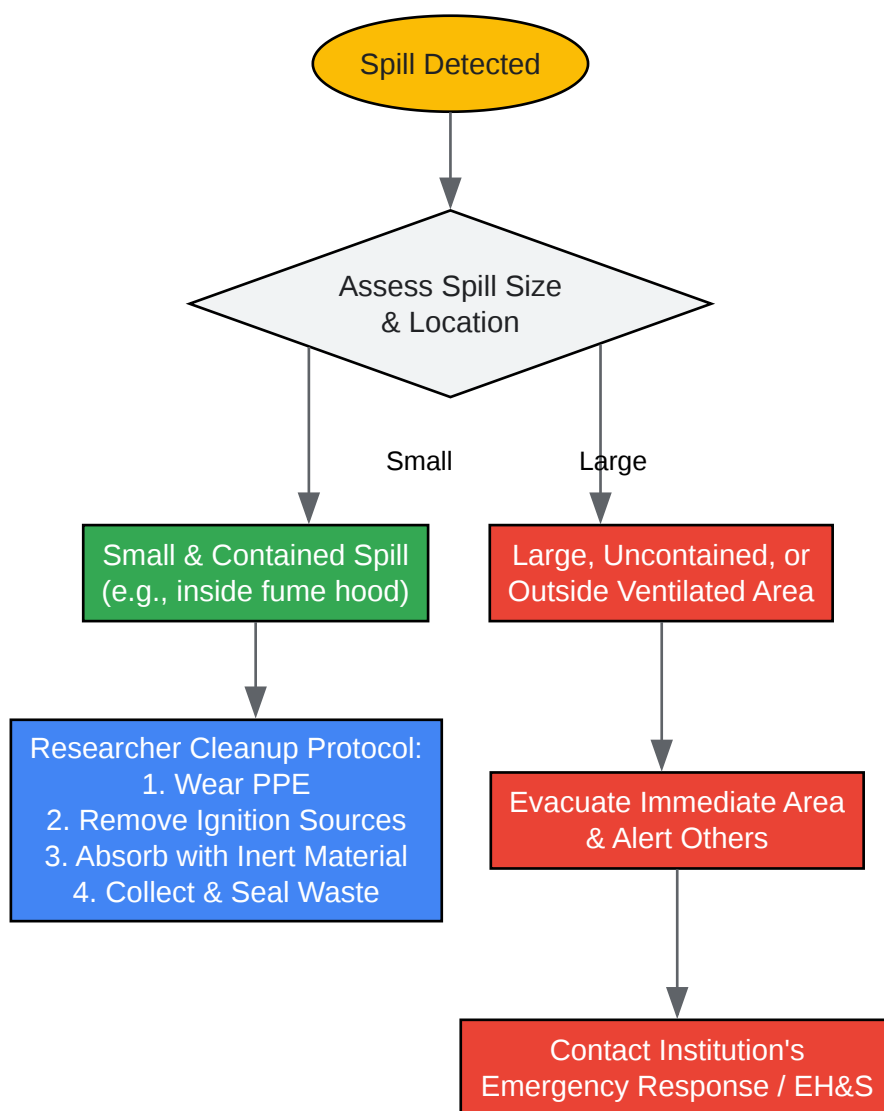 Spill Detected
Assess Spill Size
& Location
Small
Large
Small & Contained Spill
(e.g., inside fume hood)
Large, Uncontained, or
Outside Ventilated Area
Researcher Cleanup Protocol:
1. Wear PPE
2. Remove Ignition Sources
3. Absorb with Inert Material
4. Collect & Seal Waste
Evacuate Immediate Area
& Alert Others
Contact Institution's
Emergency Response / EH&S